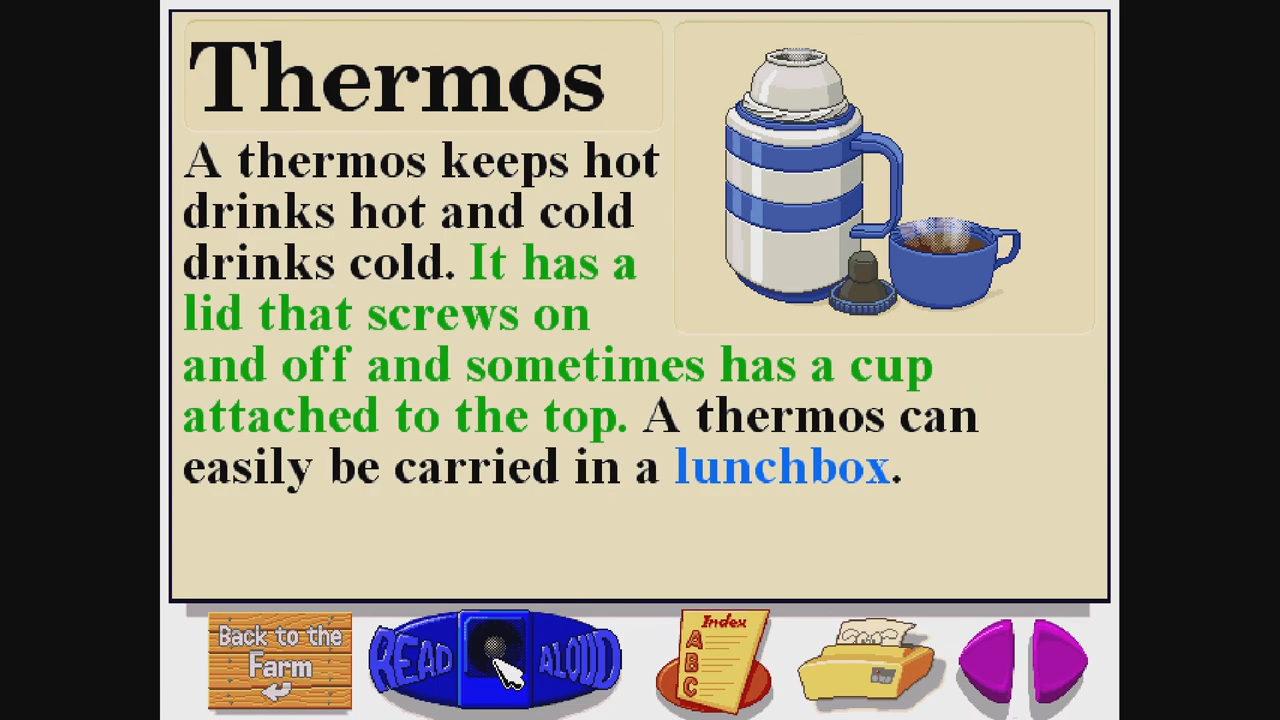 Thermos
A thermos keeps hot
drinks hot and cold
drinks cold. It has a
lid that screws on
and off and sometimes has a cup
attached to the top. A thermos can
easily be carried in a lunchbox.
Back to the
Farm
READ ALOUD
Index
A
B
C